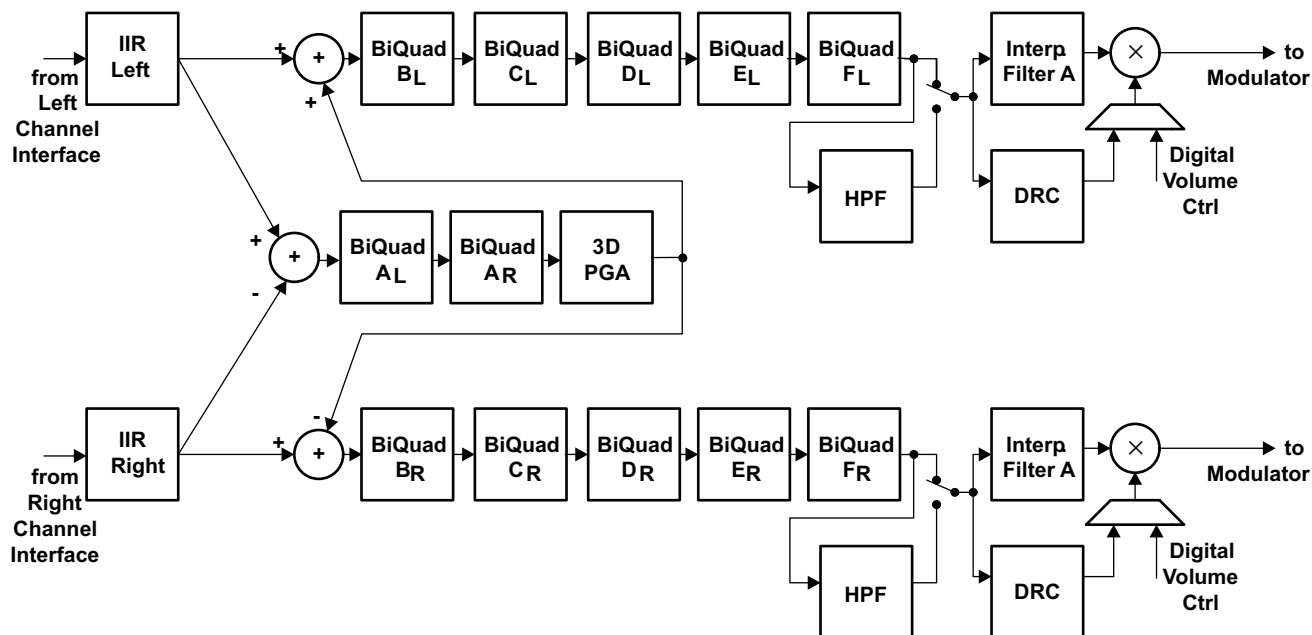 IIR
Left
from
Left
Channel
Interface
+
+
+
BiQuad
BL
BiQuad
CL
BiQuad
DL
BiQuad
EL
BiQuad
FL
HPF
Interp.
Filter A
DRC
×
to
Modulator
Digital
Volume
Ctrl
+
-
+
BiQuad
AL
BiQuad
AR
3D
PGA
IIR
Right
from
Right
Channel
Interface
+
-
+
BiQuad
BR
BiQuad
CR
BiQuad
DR
BiQuad
ER
BiQuad
FR
HPF
Interp.
Filter A
DRC
×
to
Modulator
Digital
Volume
Ctrl